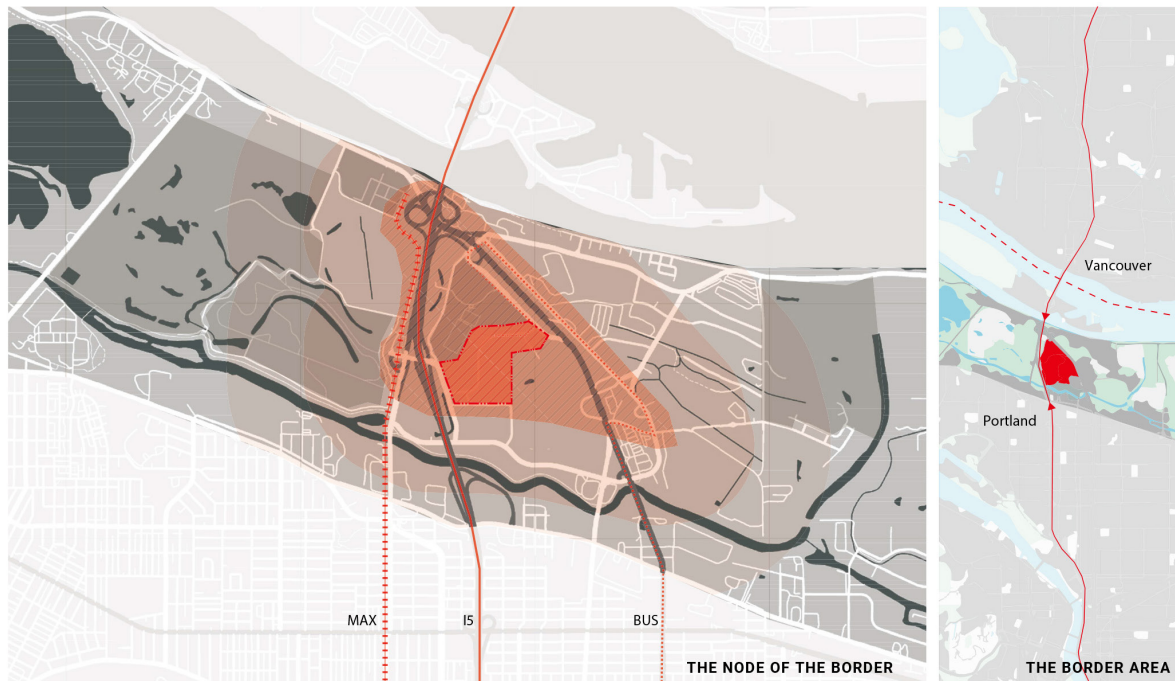 MAX
I5
BUS
THE NODE OF THE BORDER
Vancouver
Portland
THE BORDER AREA